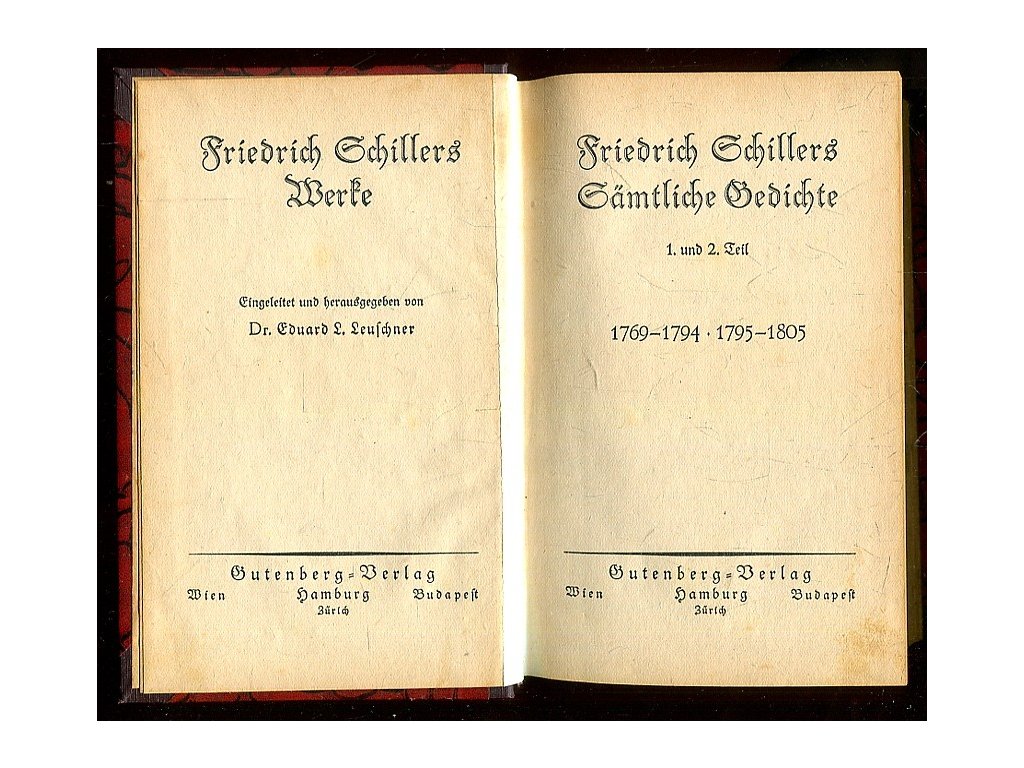 Friedrich Schillers
Werke
Eingeleitet und herausgegeben von
Dr. Eduard L. Leuschner
Gutenberg=Verlag
Wien Hamburg Budapest
Zürich
Friedrich Schillers
Sämtliche Gedichte
1. und 2. Teil
1769–1794 · 1795–1805
Gutenberg=Verlag
Wien Hamburg Budapest
Zürich